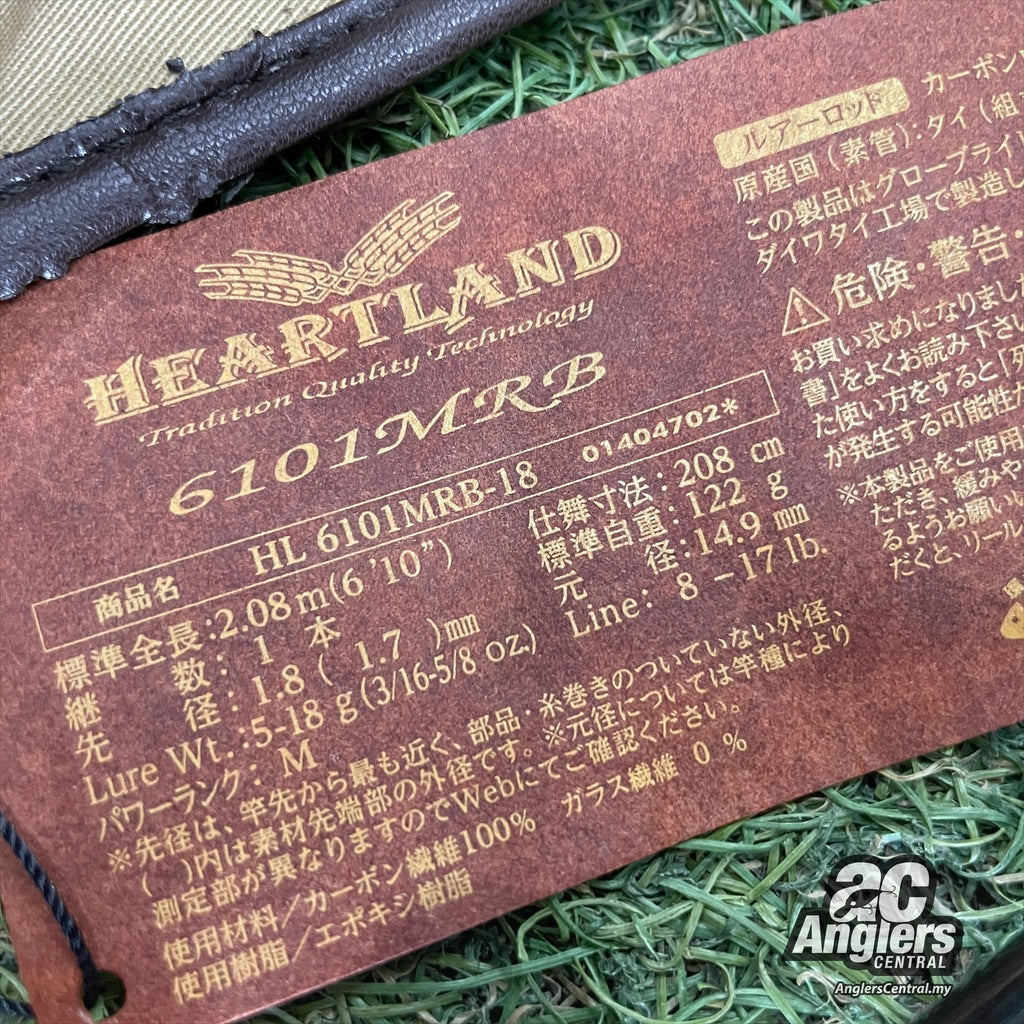 HEARTLAND
Tradition Quality Technology
6101MRB
商品名 HL 6101MRB-18 01404702*
標準全長:2.08m(6'10") 仕舞寸法:208 cm
継 数: 1 本 標準自重:122 g
先 径:1.8( 1.7 )mm 元 径:14.9 mm
Lure Wt.:5-18 g(3/16-5/8 oz.) Line: 8 -17 lb.
パワーランク: M
※先径は、竿先から最も近く、部品・糸巻きのついていない外径、
( )内は素材先端部の外径です。※元径については竿種により
測定部が異なりますのでWebにてご確認ください。
使用材料/カーボン繊維100% ガラス繊維 0 %
使用樹脂/エポキシ樹脂
ルアーロッド カーボン
原産国(素管):タイ(組
この製品はグローブライド
ダイワタイ工場で製造し
危険・警告・
お買い求めになりました
書」をよくお読み下さい
た使い方をすると「死
が発生する可能性が
※本製品をご使用
ただき、緩みや
るようお願いい
だくと、リール
ac
Anglers
CENTRAL
AnglersCentral.my